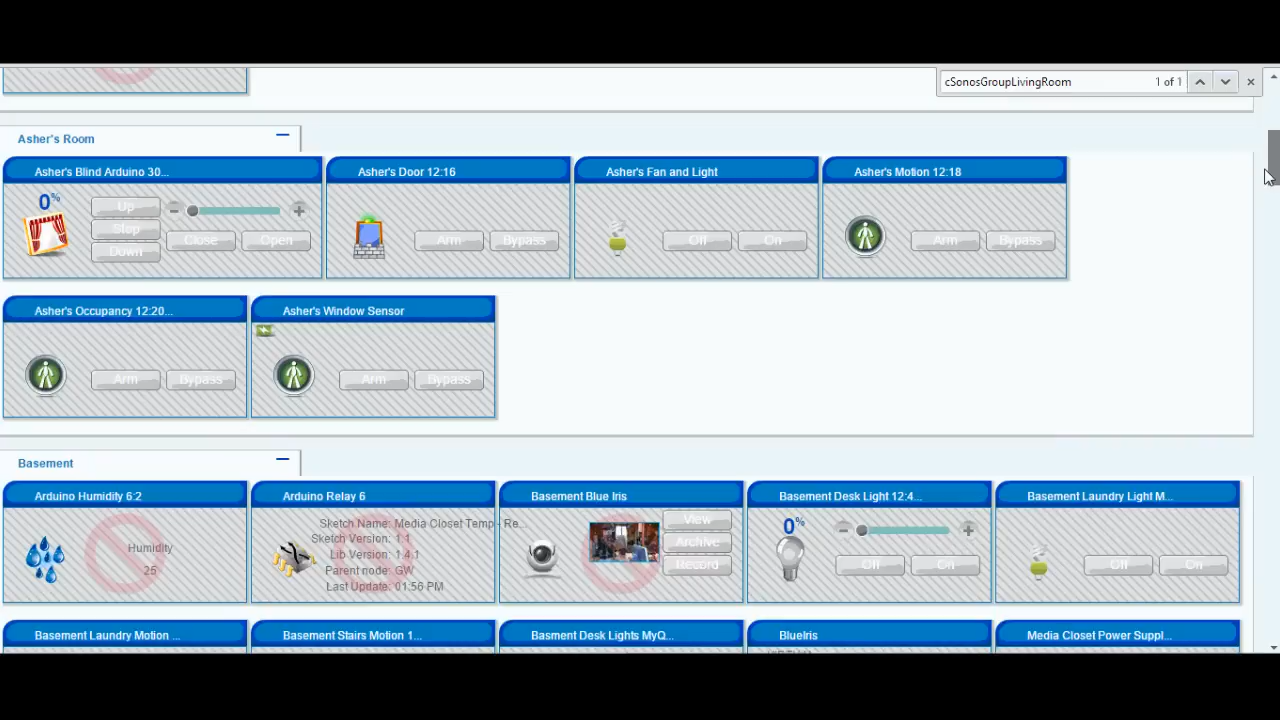 cSonosGroupLivingRoom 1 of 1
Asher's Room
Asher's Blind Arduino 30... Asher's Door 12:16 Asher's Fan and Light Asher's Motion 12:18
0% Up
Stop Close Open Arm Bypass Off On Arm Bypass
Down
Asher's Occupancy 12:20... Asher's Window Sensor
Arm Bypass Arm Bypass
Basement
Arduino Humidity 6:2 Arduino Relay 6 Basement Blue Iris Basement Desk Light 12:4... Basement Laundry Light M...
Humidity
25
Sketch Name: Media Closet Temp - Re...
Sketch Version: 1.1
Lib Version: 1.4.1
Parent node: GW
Last Update: 01:56 PM
View
Archive
Record
0%
Off On Off On
Basement Laundry Motion ... Basement Stairs Motion 1... Basment Desk Lights MyQ... BlueIris Media Closet Power Suppl...